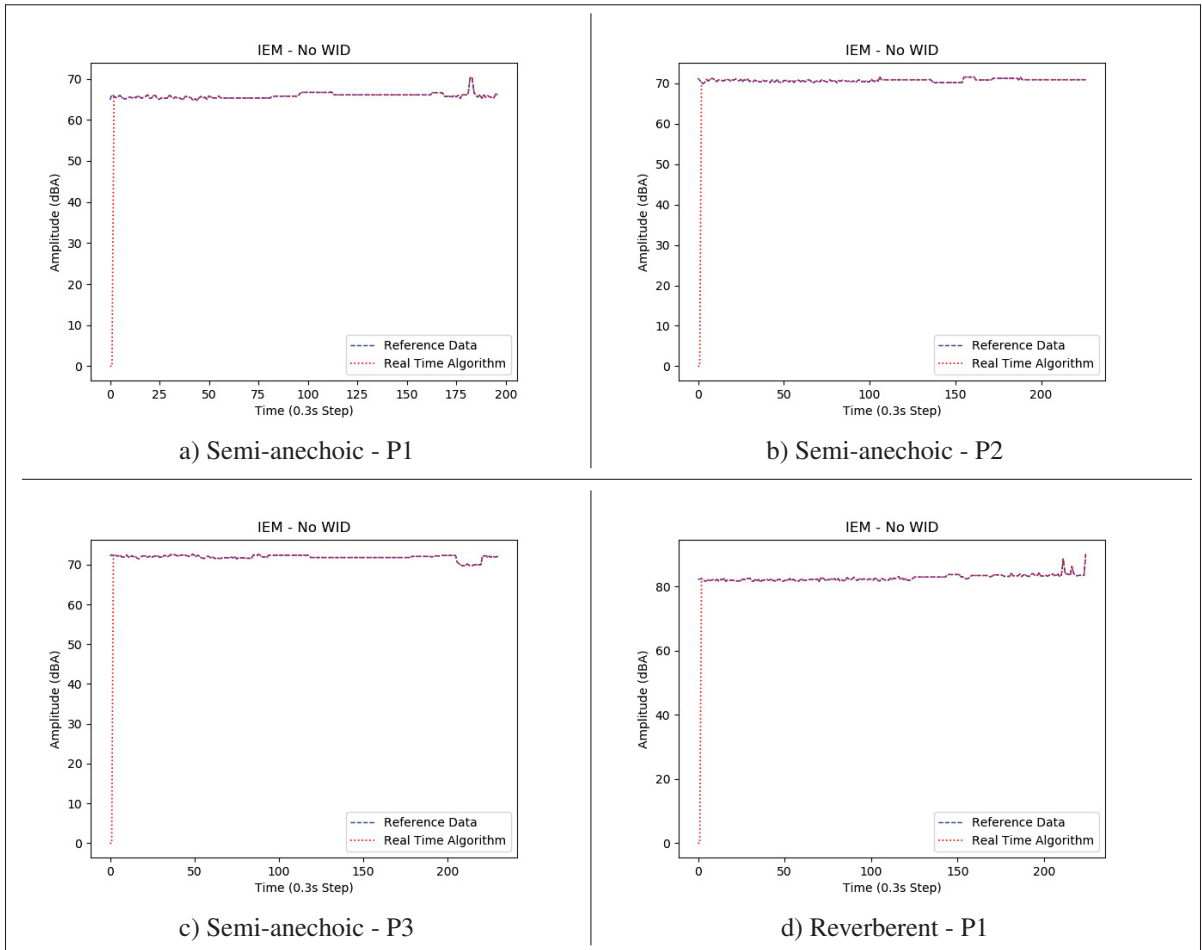 IEM - No WID
70
60
50
40
30
20
10
0
Amplitude (dBA)
Reference Data
Real Time Algorithm
0 25 50 75 100 125 150 175 200
Time (0.3s Step)
a) Semi-anechoic - P1
IEM - No WID
70
60
50
40
30
20
10
0
Amplitude (dBA)
Reference Data
Real Time Algorithm
0 50 100 150 200
Time (0.3s Step)
b) Semi-anechoic - P2
IEM - No WID
70
60
50
40
30
20
10
0
Amplitude (dBA)
Reference Data
Real Time Algorithm
0 50 100 150 200
Time (0.3s Step)
c) Semi-anechoic - P3
IEM - No WID
80
60
40
20
0
Amplitude (dBA)
Reference Data
Real Time Algorithm
0 50 100 150 200
Time (0.3s Step)
d) Reverberent - P1